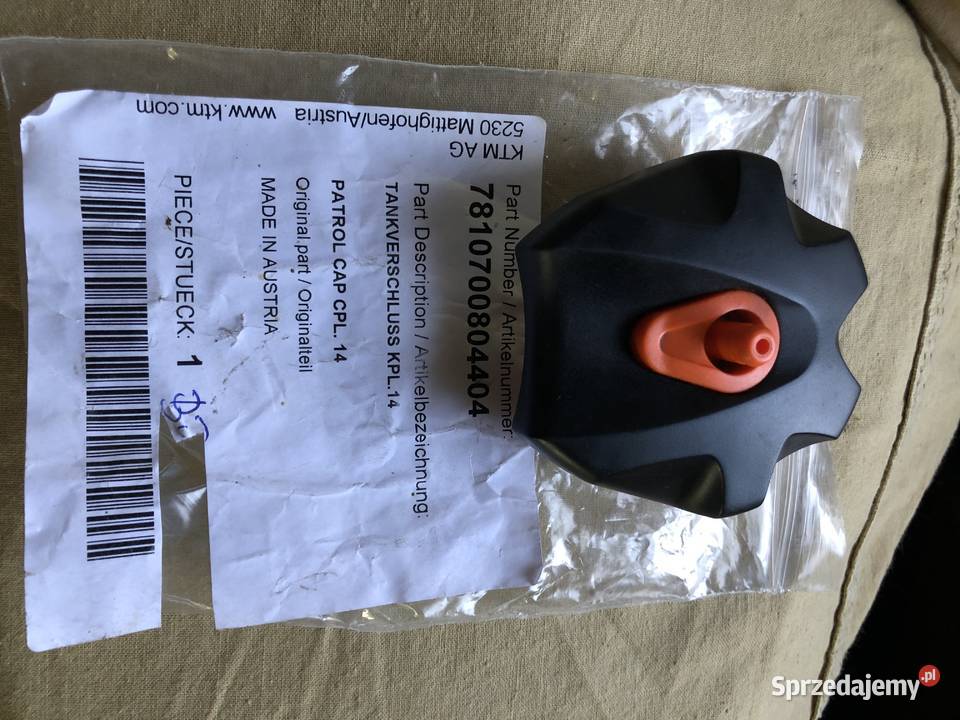 KTM AG
5230 Mattighofen/Austria www.ktm.com
Part Number / Artikelnummer:
7810700804404
Part Description / Artikelbezeichnung:
TANKVERSCHLUSS KPL.14
PATROL CAP CPL. 14
Original part / Originalteil
MADE IN AUSTRIA
PIECE/STUECK: 1
Sprzedajemy.pl